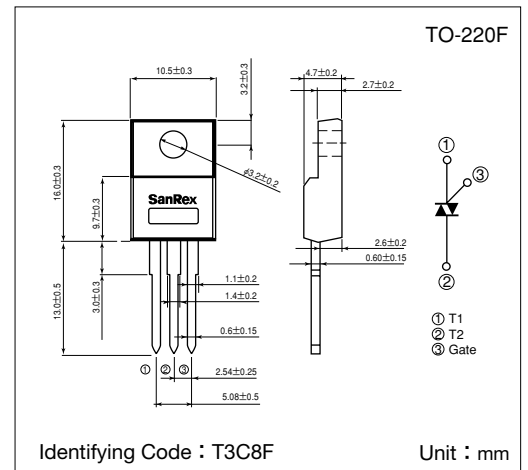 TO-220F
10.5±0.3
3.2±0.3
4.7±0.2
2.7±0.2
16.0±0.3
9.7±0.3
φ3.2±0.2
SanRex
13.0±0.5
3.0±0.3
1.1±0.2
1.4±0.2
0.6±0.15
2.54±0.25
5.08±0.5
① ② ③
2.6±0.2
0.60±0.15
①
③
②
① T1
② T2
③ Gate
Identifying Code：T3C8F
Unit：mm